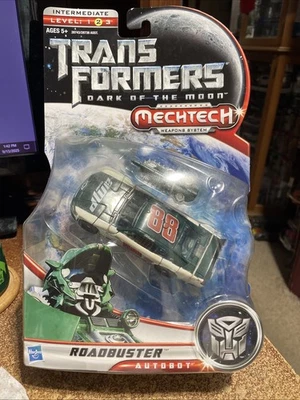 INTERMEDIATE
LEVEL: 1 2 3
AGES 5+
TRANSFORMERS
DARK OF THE MOON
MECHTECH
WEAPONS SYSTEM
88
ROADBUSTER
AUTOBOT
Hasbro